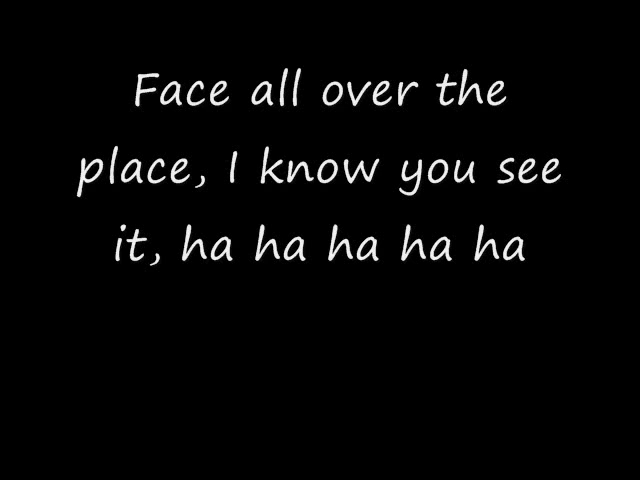 Face all over the
place, I know you see
it, ha ha ha ha ha